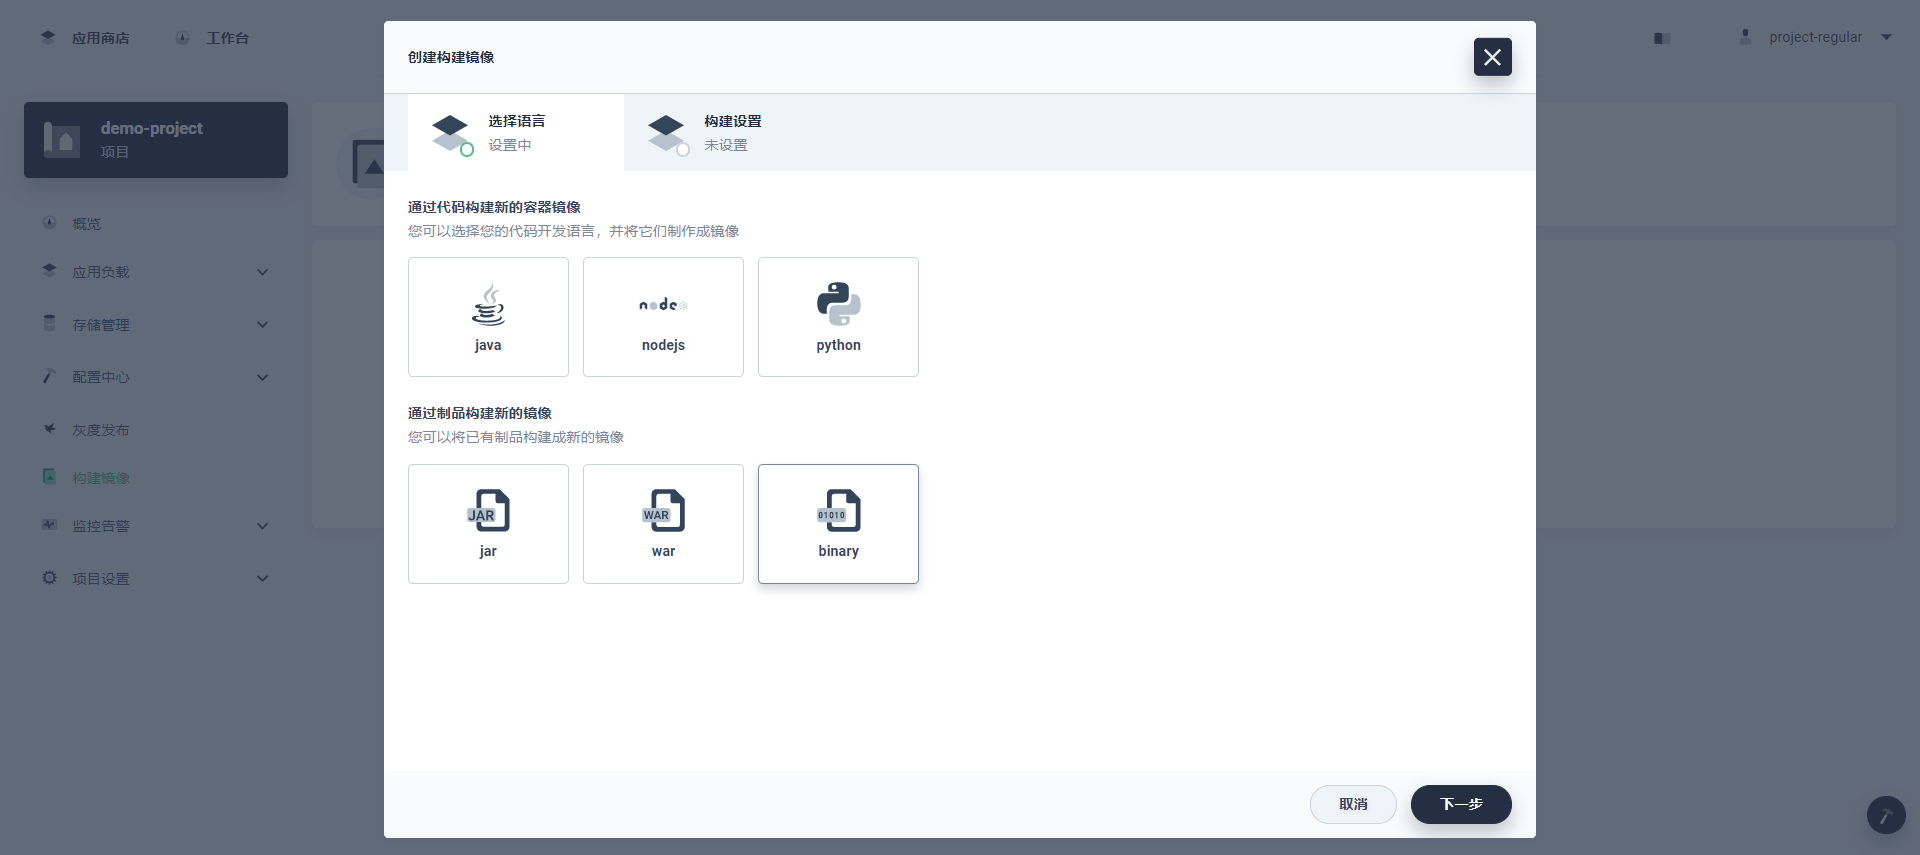 应用商店
工作台
project-regular
demo-project
项目
概览
应用负载
存储管理
配置中心
灰度发布
构建镜像
监控告警
项目设置
创建构建镜像
选择语言
设置中
构建设置
未设置
通过代码构建新的容器镜像
您可以选择您的代码开发语言，并将它们制作成镜像
java
node
nodejs
python
通过制品构建新的镜像
您可以将已有制品构建成新的镜像
JAR
jar
WAR
war
01010
binary
取消
下一步